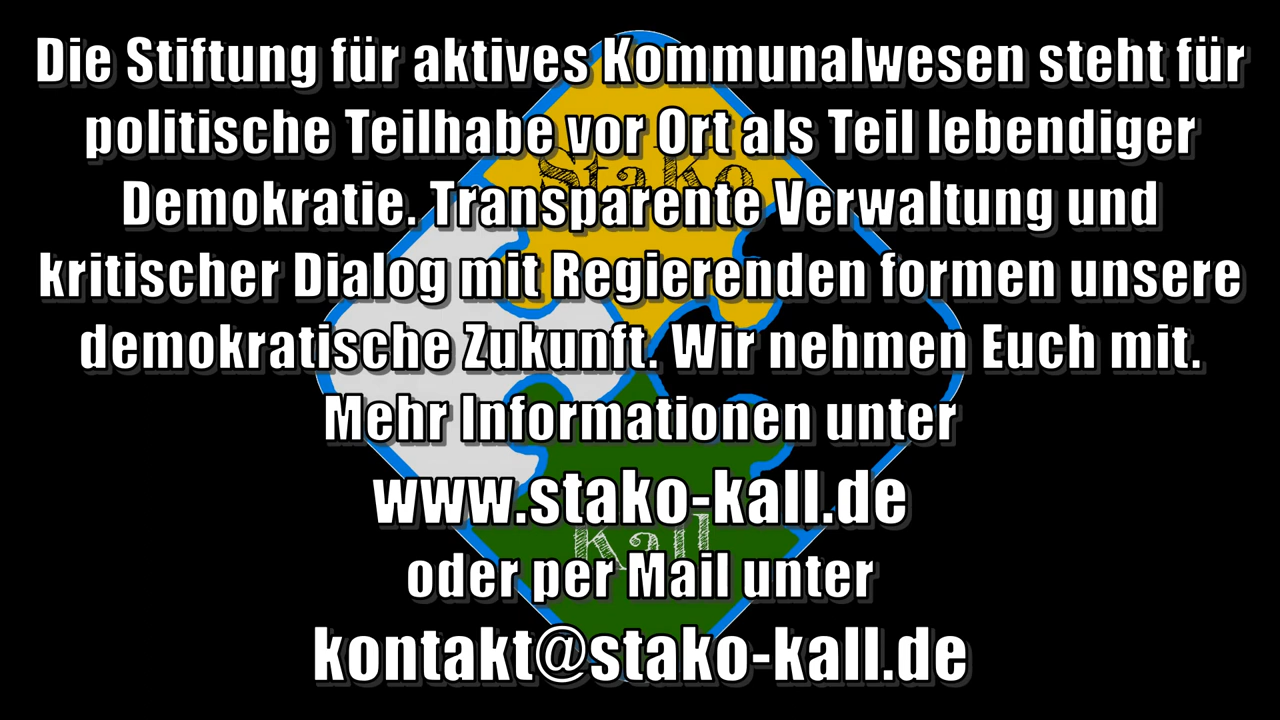 Die Stiftung für aktives Kommunalwesen steht für
politische Teilhabe vor Ort als Teil lebendiger
Demokratie. Transparente Verwaltung und
kritischer Dialog mit Regierenden formen unsere
demokratische Zukunft. Wir nehmen Euch mit.
Mehr Informationen unter
www.stako-kall.de
oder per Mail unter
kontakt@stako-kall.de
StaKo
Kall